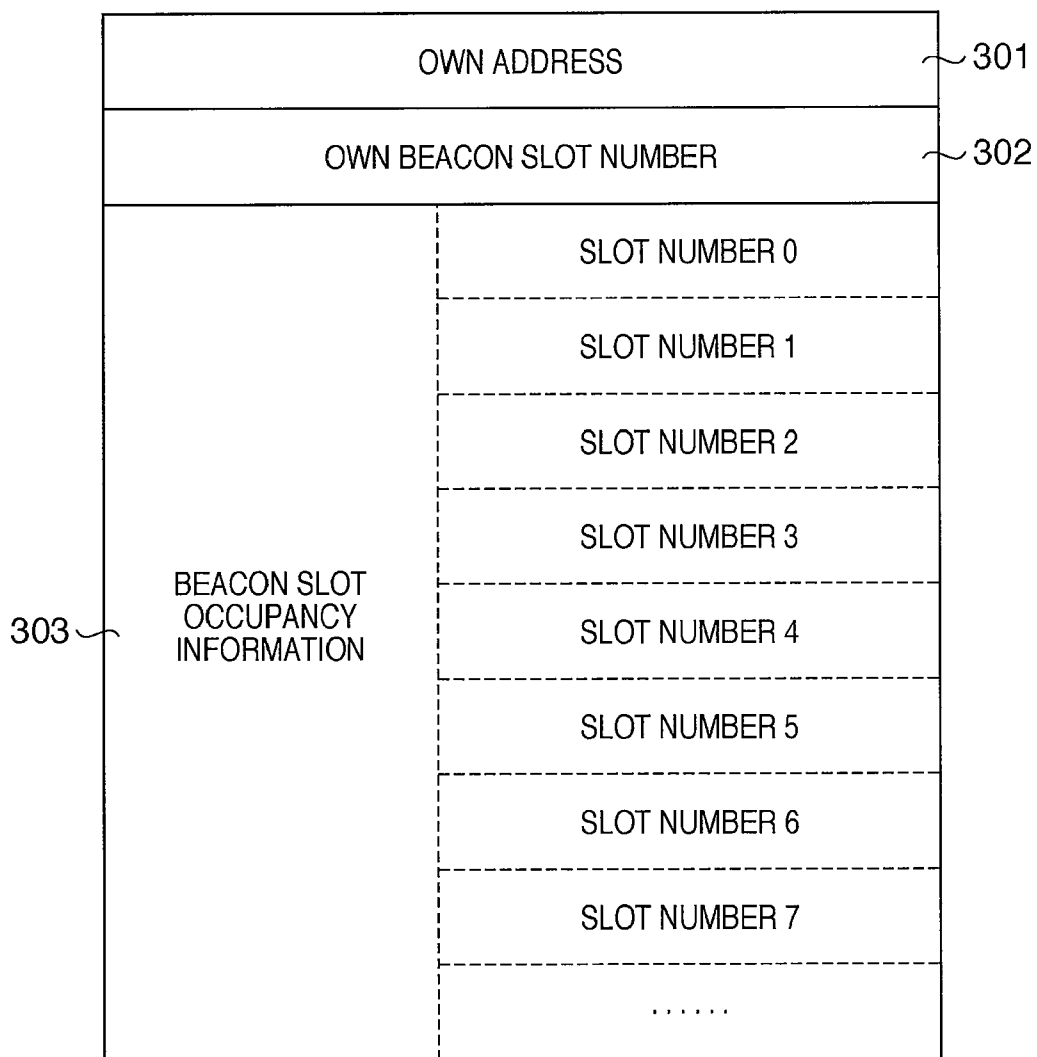 OWN ADDRESS
301
OWN BEACON SLOT NUMBER
302
SLOT NUMBER 0
SLOT NUMBER 1
SLOT NUMBER 2
SLOT NUMBER 3
303
BEACON SLOT
OCCUPANCY
INFORMATION
SLOT NUMBER 4
SLOT NUMBER 5
SLOT NUMBER 6
SLOT NUMBER 7
......